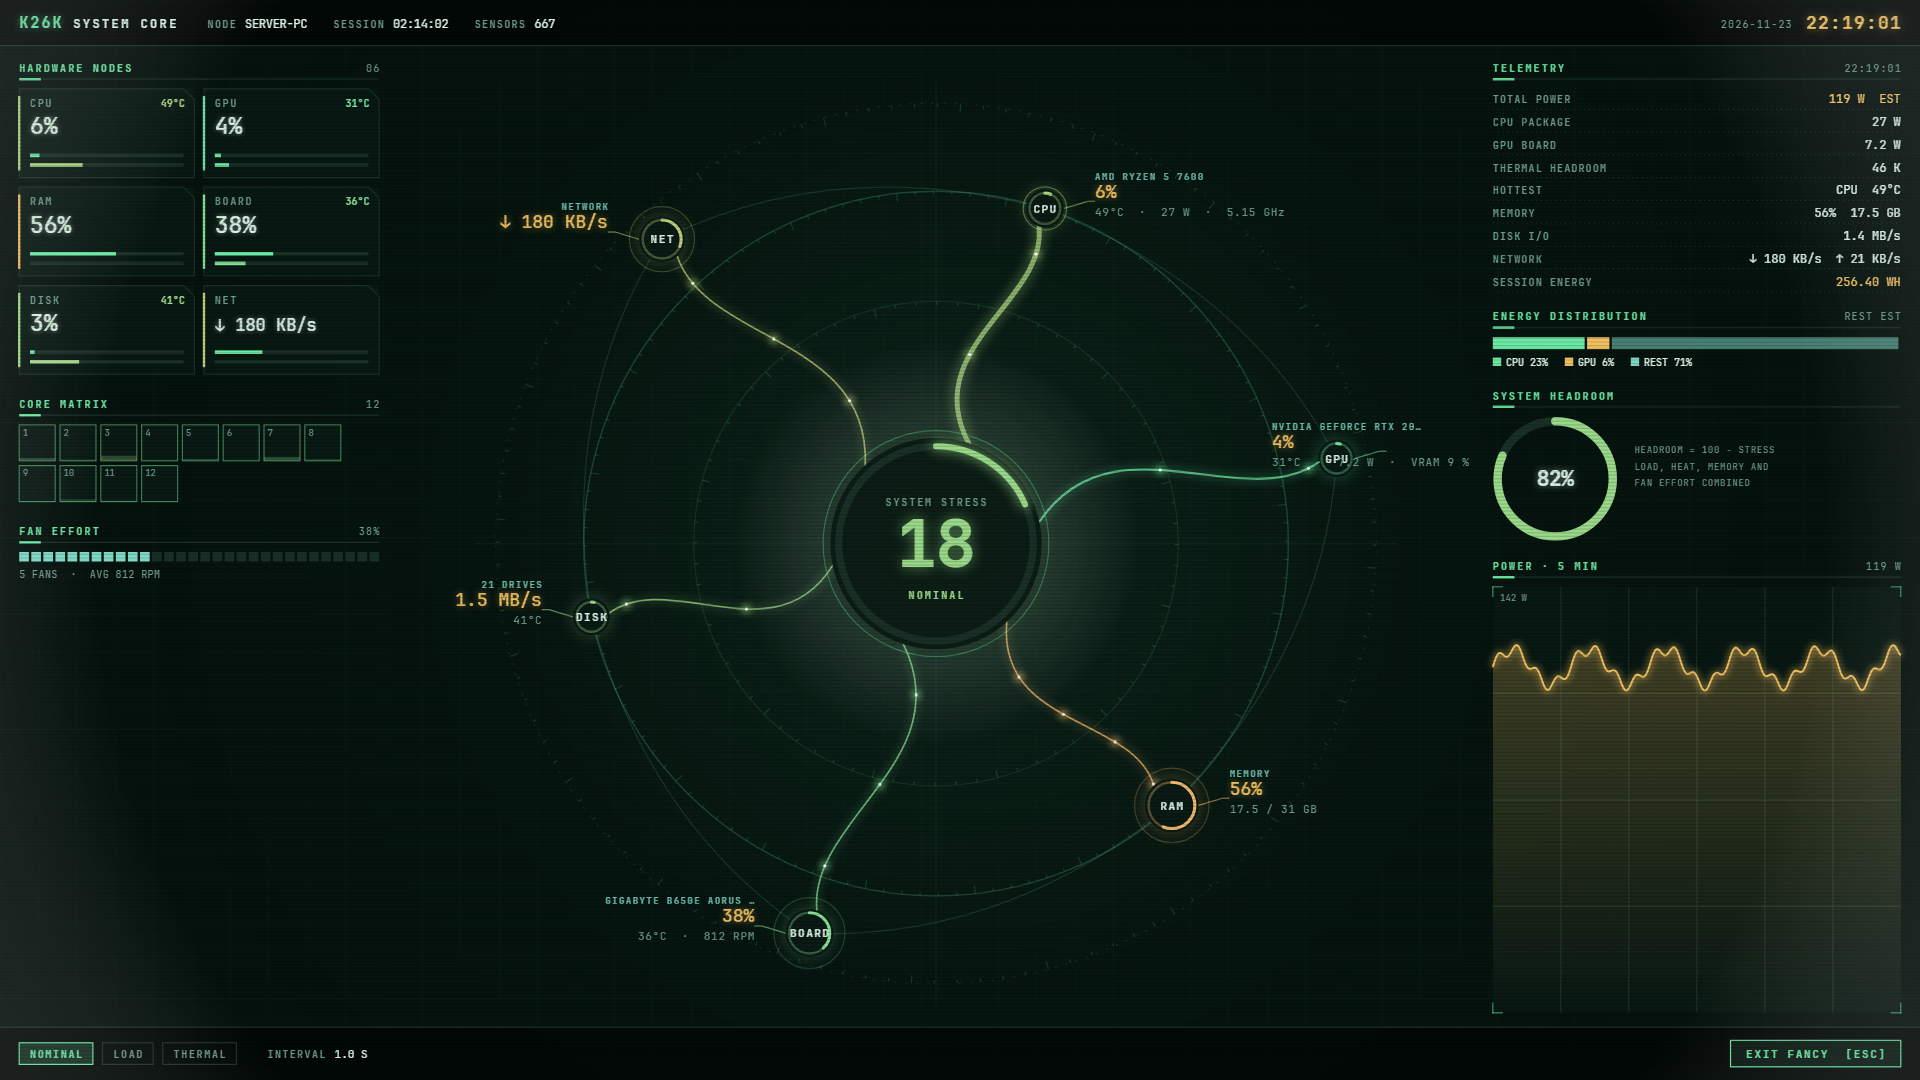 K26K SYSTEM CORE NODE SERVER-PC SESSION 02:14:02 SENSORS 667 2026-11-23 22:19:01
HARDWARE NODES 06
CPU 49°C
6%
GPU 31°C
4%
RAM
56%
BOARD 36°C
38%
DISK 41°C
3%
NET
↓ 180 KB/s
CORE MATRIX 12
1 2 3 4 5 6 7 8
9 10 11 12
FAN EFFORT 38%
5 FANS · AVG 812 RPM
NETWORK
↓ 180 KB/s
NET
AMD RYZEN 5 7600
6%
49°C · 27 W · 5.15 GHz
CPU
NVIDIA GEFORCE RTX 20…
4%
31°C · 7.2 W · VRAM 9 %
GPU
SYSTEM STRESS
18
NOMINAL
21 DRIVES
1.5 MB/s
41°C
DISK
MEMORY
56%
17.5 / 31 GB
RAM
GIGABYTE B650E AORUS …
38%
36°C · 812 RPM
BOARD
TELEMETRY 22:19:01
TOTAL POWER 119 W EST
CPU PACKAGE 27 W
GPU BOARD 7.2 W
THERMAL HEADROOM 46 K
HOTTEST CPU 49°C
MEMORY 56% 17.5 GB
DISK I/O 1.4 MB/s
NETWORK ↓ 180 KB/s ↑ 21 KB/s
SESSION ENERGY 256.40 WH
ENERGY DISTRIBUTION REST EST
CPU 23% GPU 6% REST 71%
SYSTEM HEADROOM
82%
HEADROOM = 100 - STRESS
LOAD, HEAT, MEMORY AND
FAN EFFORT COMBINED
POWER · 5 MIN 119 W
142 W
NOMINAL LOAD THERMAL INTERVAL 1.0 S EXIT FANCY [ESC]